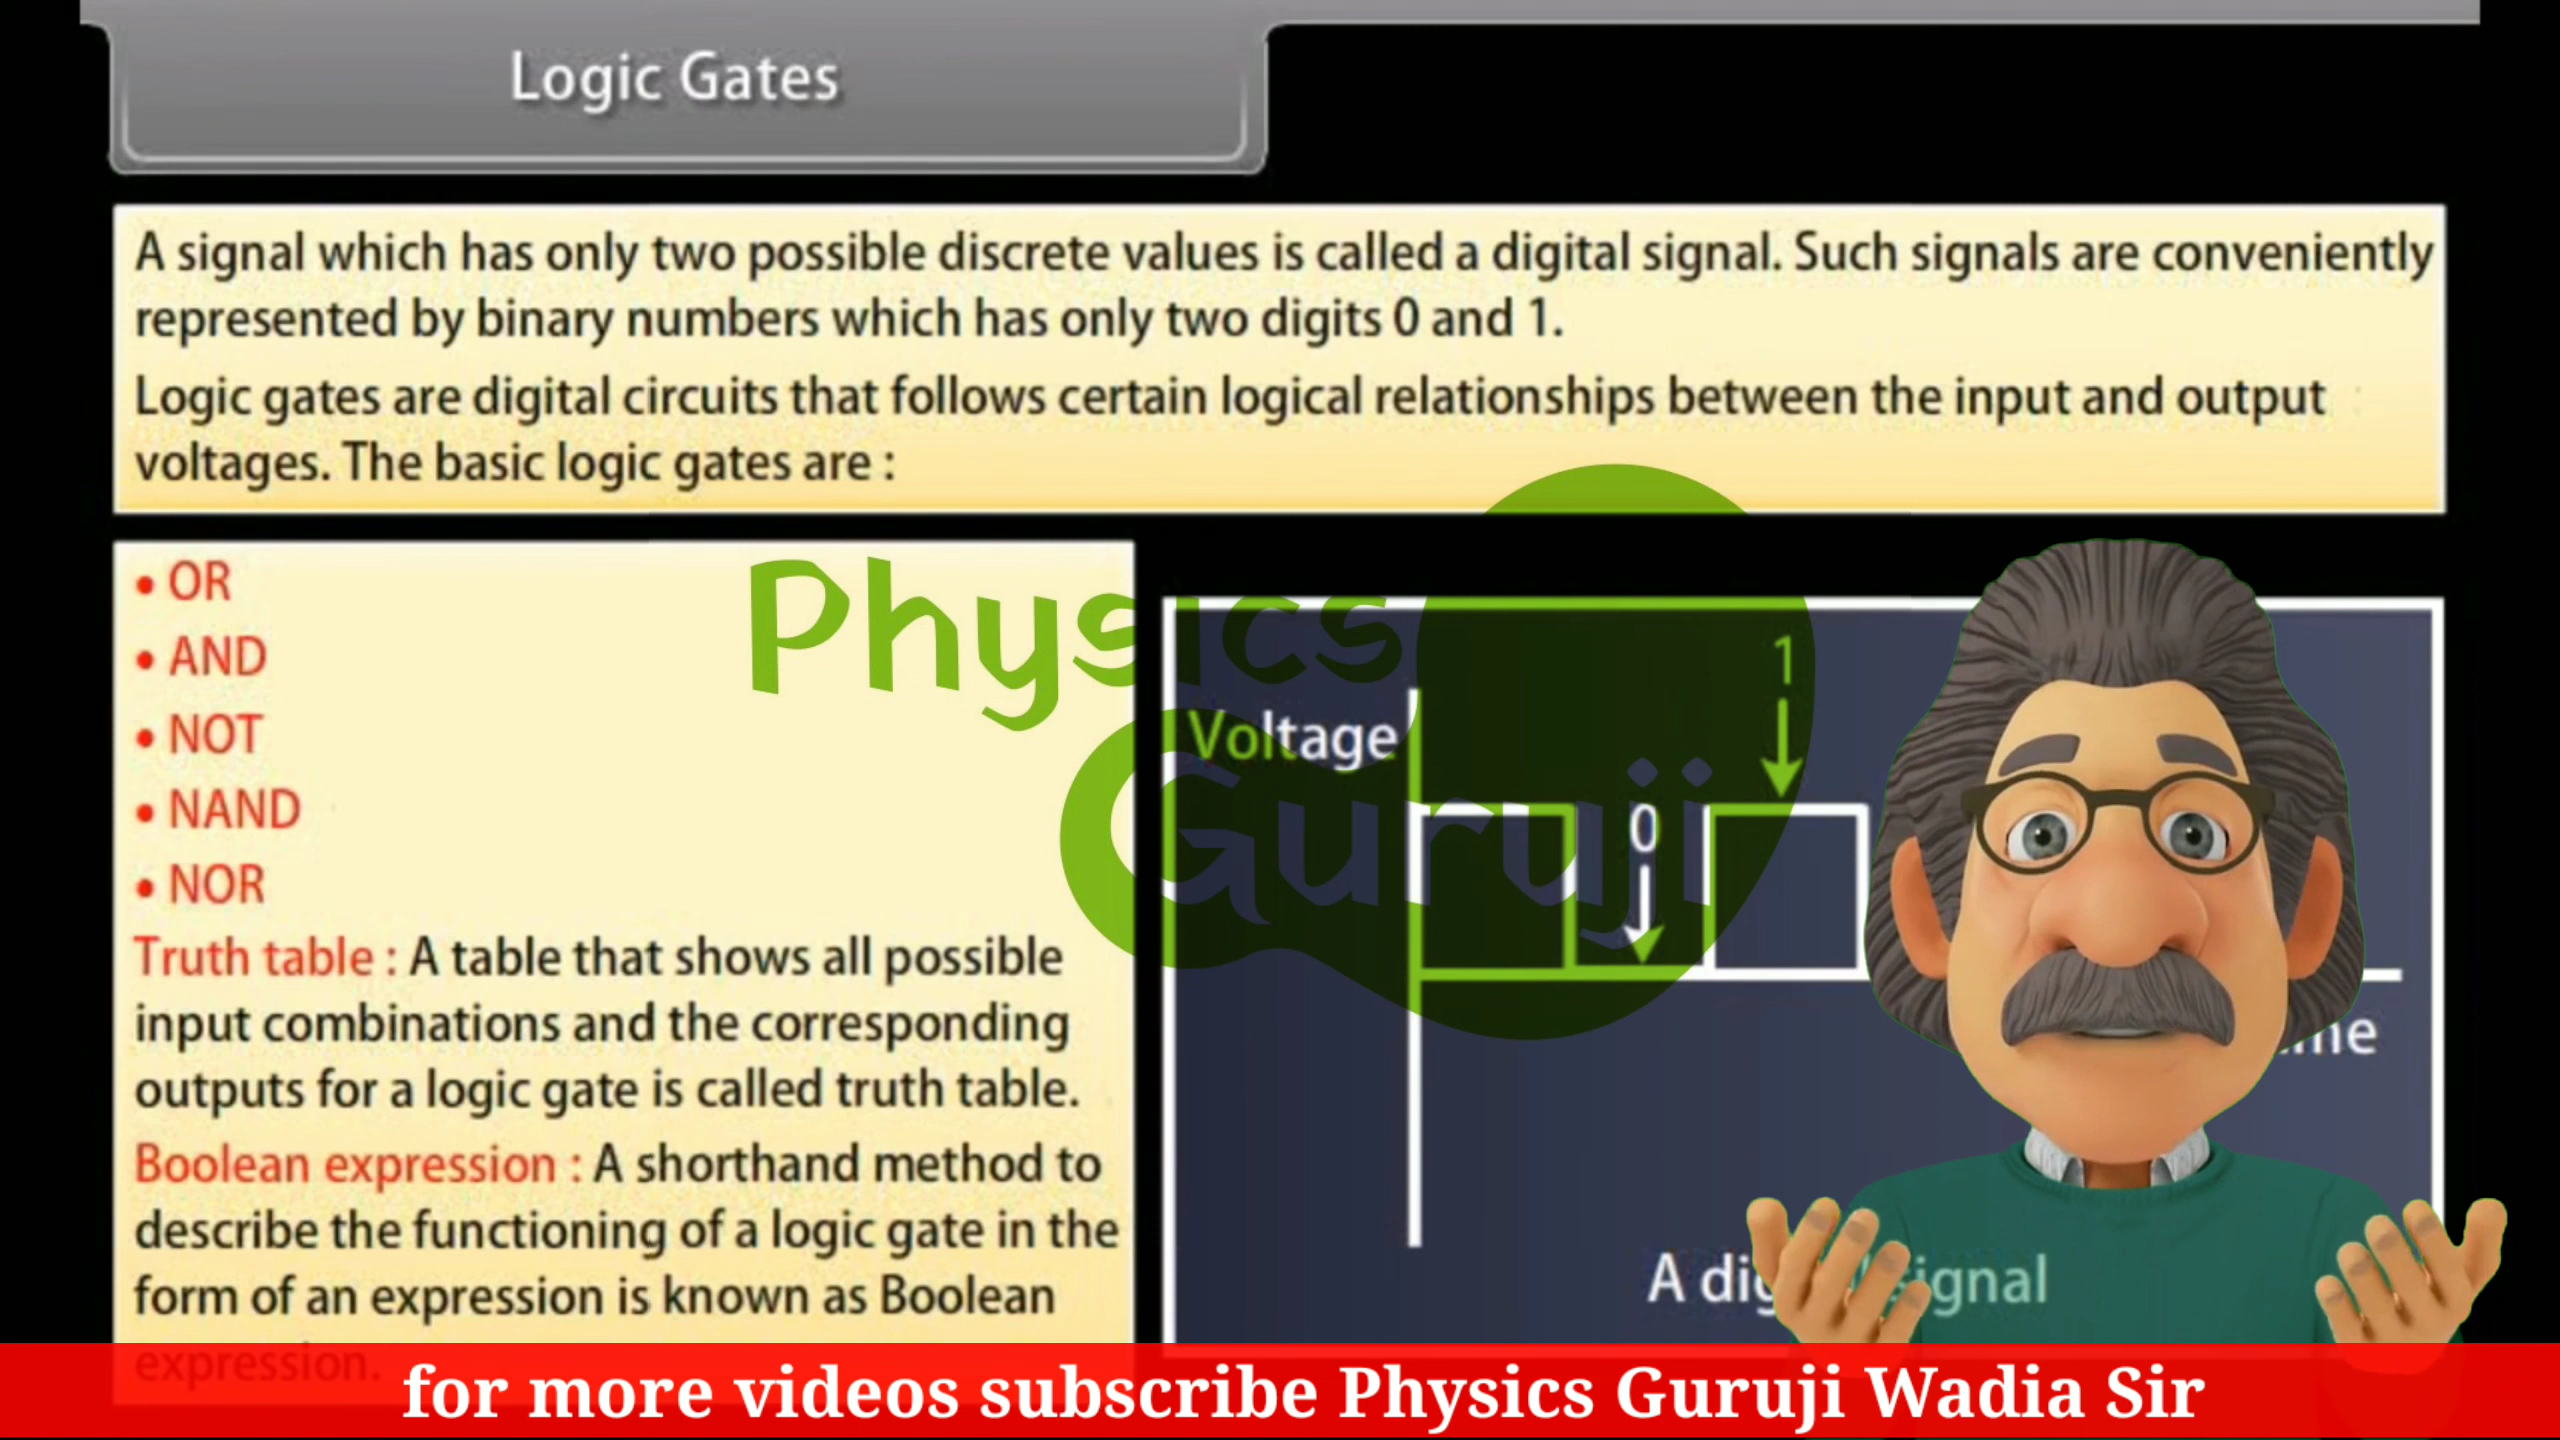 Logic Gates
A signal which has only two possible discrete values is called a digital signal. Such signals are conveniently
represented by binary numbers which has only two digits 0 and 1.
Logic gates are digital circuits that follows certain logical relationships between the input and output
voltages. The basic logic gates are :
• OR
• AND
• NOT
• NAND
• NOR
Truth table : A table that shows all possible
input combinations and the corresponding
outputs for a logic gate is called truth table.
Boolean expression : A shorthand method to
describe the functioning of a logic gate in the
form of an expression is known as Boolean
expression.
Physics
Guruji
1
Voltage
0
A signal
for more videos subscribe Physics Guruji Wadia Sir